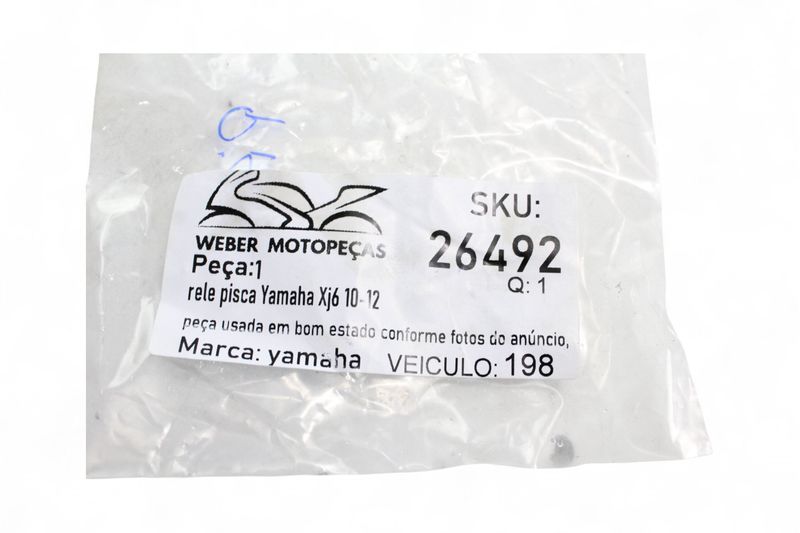 WEBER MOTOPEÇAS
SKU:
26492
Q: 1
Peça:1
rele pisca Yamaha Xj6 10-12
peça usada em bom estado conforme fotos do anúncio,
Marca: yamaha
VEICULO: 198